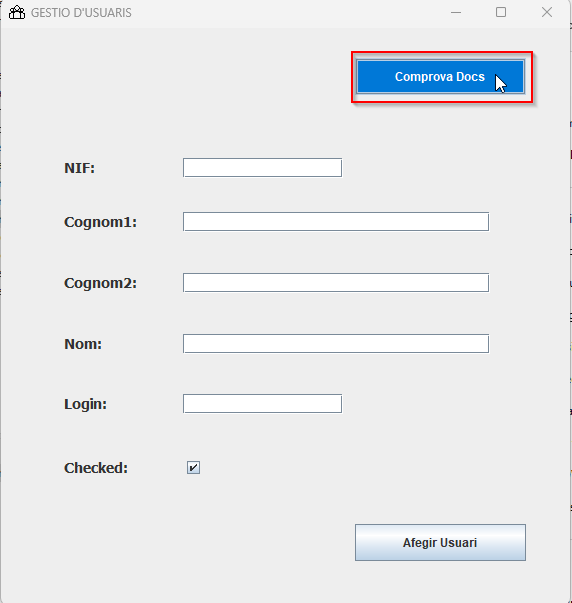 GESTIO D'USUARIS
Comprova Docs
NIF:
Cognom1:
Cognom2:
Nom:
Login:
Checked:
Afegir Usuari